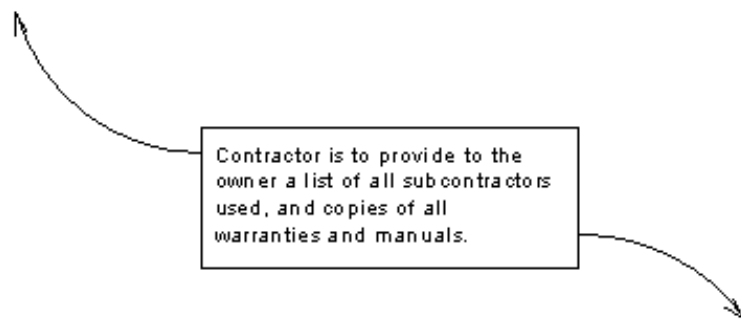 Contractor is to provide to the
owner a list of all subcontractors
used, and copies of all
warranties and manuals.